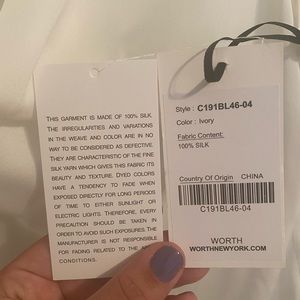 THIS GARMENT IS MADE OF 100% SILK.
THE IRREGULARITIES AND VARIATIONS
IN THE WEAVE AND COLOR ARE IN NO
WAY TO BE CONSIDERED AS DEFECTIVE.
THEY ARE CHARACTERISTIC OF THE FINE
SILK YARN WHICH GIVES THIS FABRIC ITS
BEAUTY AND TEXTURE. DYED COLORS
HAVE A TENDENCY TO FADE WHEN
EXPOSED DIRECTLY FOR LONG PERIODS
OF TIME TO EITHER SUNLIGHT OR
ELECTRIC LIGHTS. THEREFORE, EVERY
PRECAUTION SHOULD BE TAKEN IN
ORDER TO AVOID SUCH EXPOSURES. THE
MANUFACTURER IS NOT RESPONSIBLE
FOR FADING RELATED TO THE
CONDITIONS.
Style : C191BL46-04
Color : Ivory
Fabric Content:
100% SILK
Country Of Origin CHINA
C191BL46-04
WORTH
WORTHNEWYORK.COM